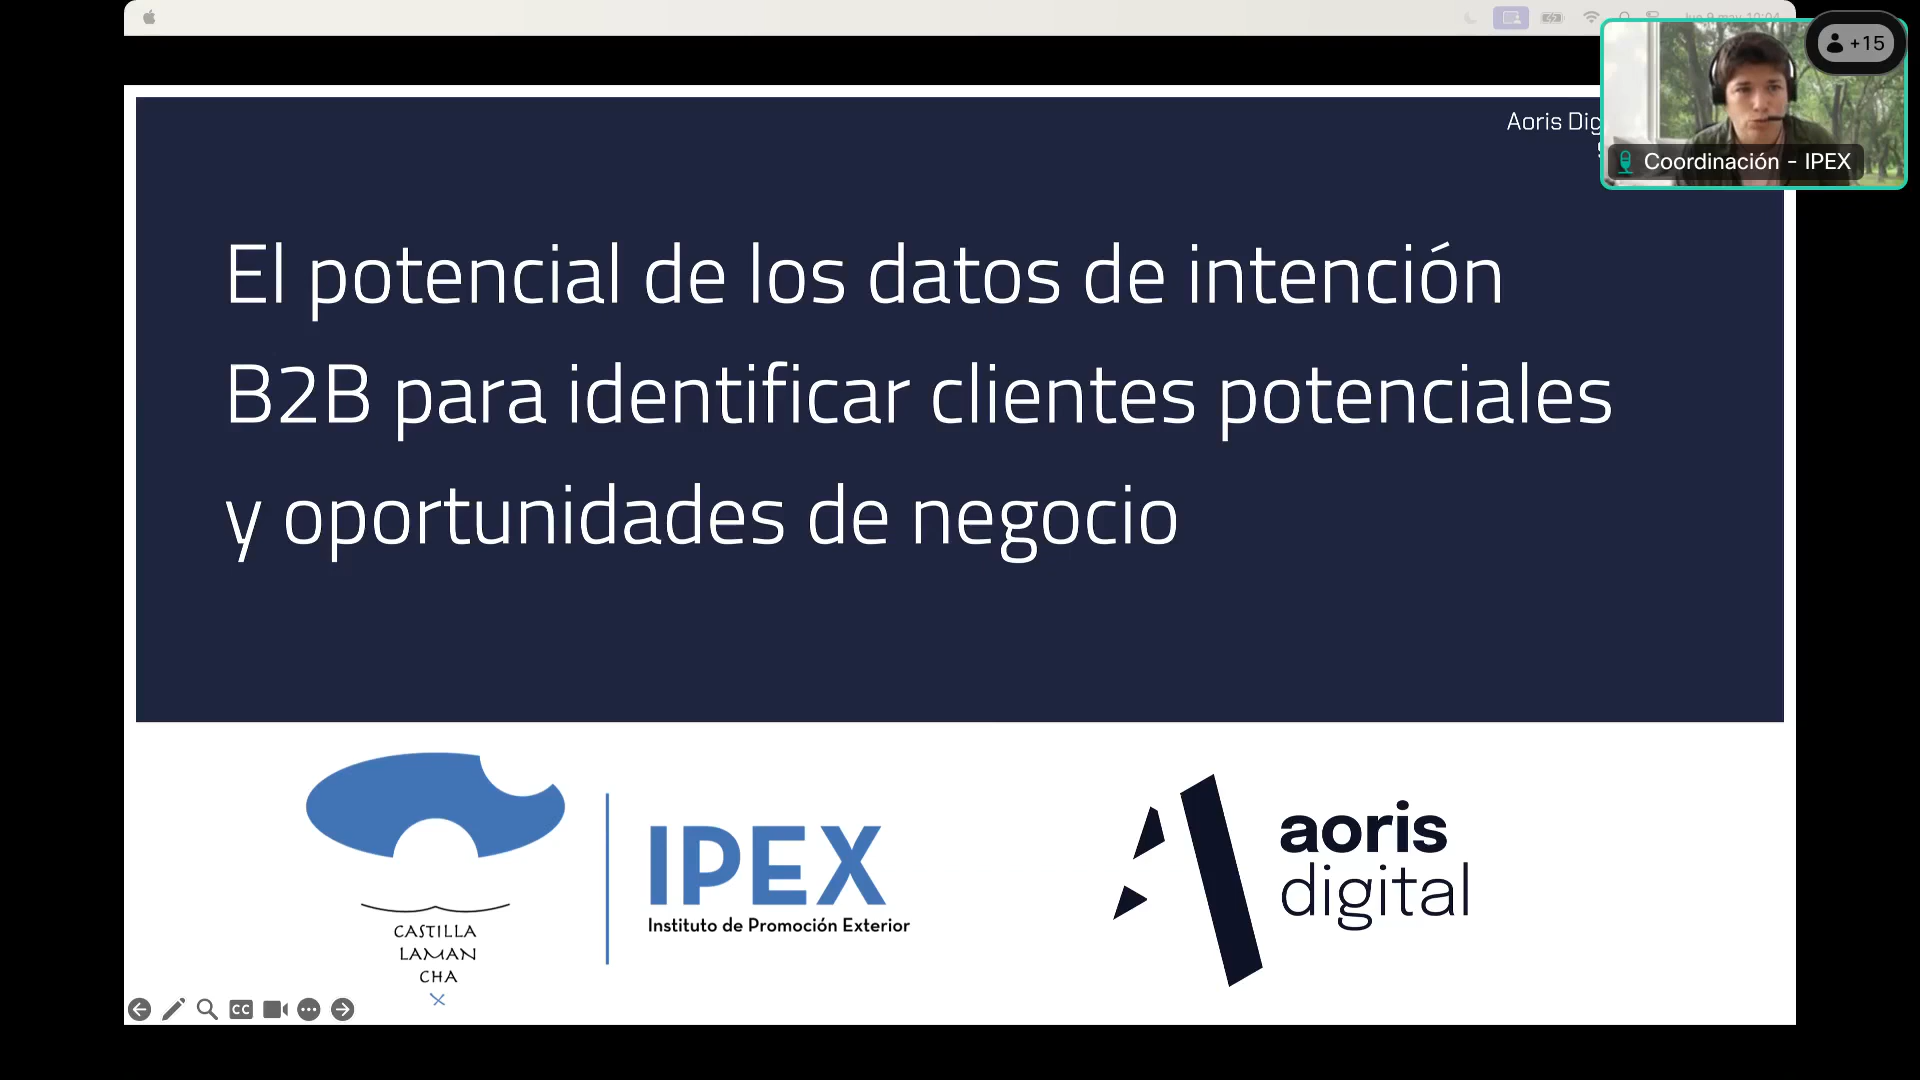 +15
Aoris Dig
Coordinación - IPEX
El potencial de los datos de intención
B2B para identificar clientes potenciales
y oportunidades de negocio
IPEX
Instituto de Promoción Exterior
CASTILLA
LAMAN
CHA
aoris
digital
CC